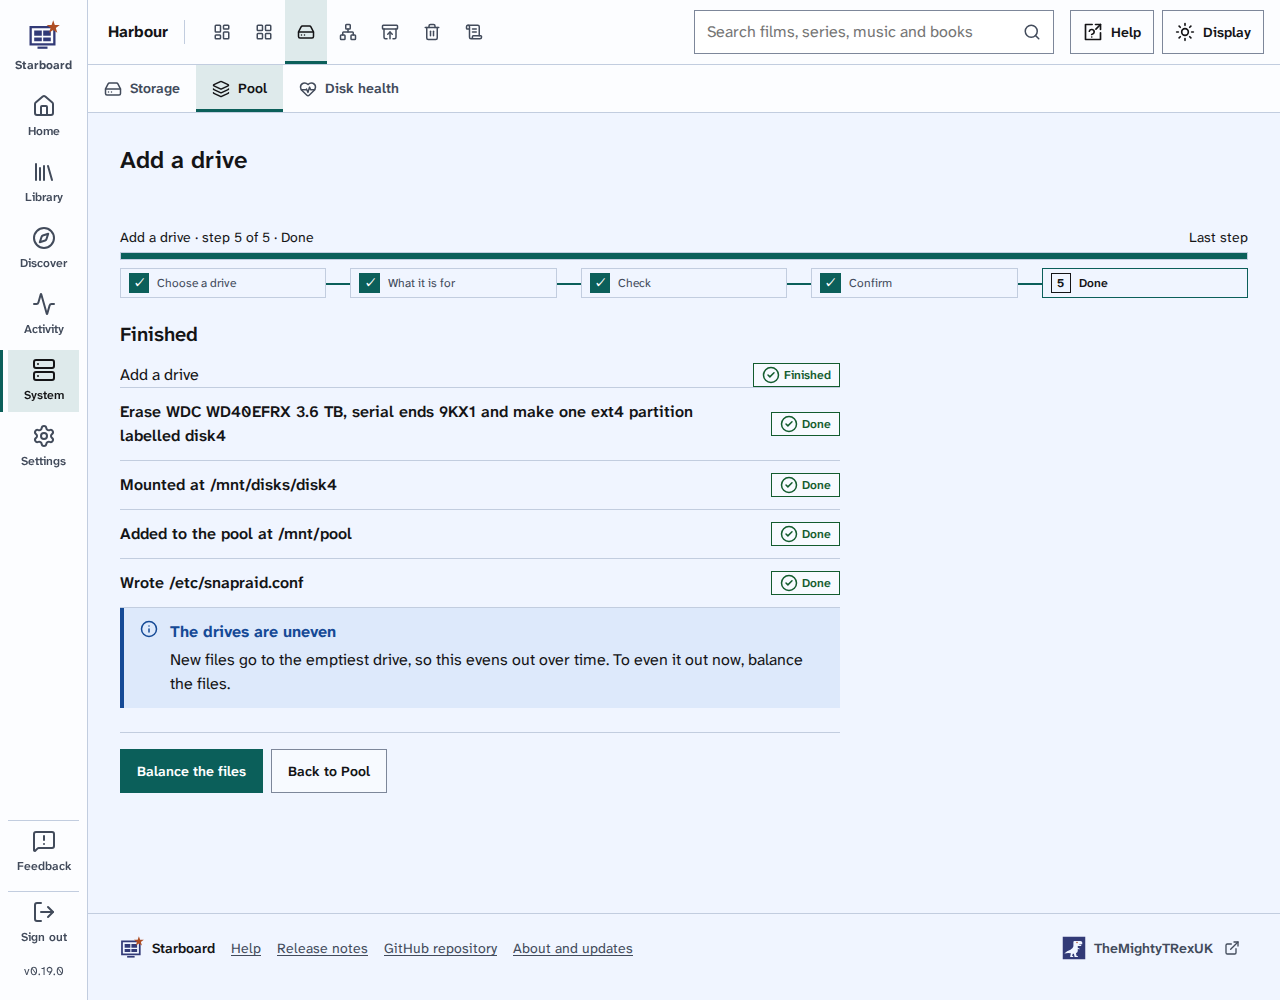 Starboard
Home
Library
Discover
Activity
System
Settings
Feedback
Sign out
v0.19.0
Harbour
Search films, series, music and books
Help
Display
Storage
Pool
Disk health
Add a drive
Add a drive · step 5 of 5 · Done
Last step
Choose a drive
What it is for
Check
Confirm
5 Done
Finished
Add a drive
Finished
Erase WDC WD40EFRX 3.6 TB, serial ends 9KX1 and make one ext4 partition
labelled disk4
Done
Mounted at /mnt/disks/disk4
Done
Added to the pool at /mnt/pool
Done
Wrote /etc/snapraid.conf
Done
The drives are uneven
New files go to the emptiest drive, so this evens out over time. To even it out now, balance
the files.
Balance the files
Back to Pool
Starboard
Help
Release notes
GitHub repository
About and updates
TheMightyTRexUK